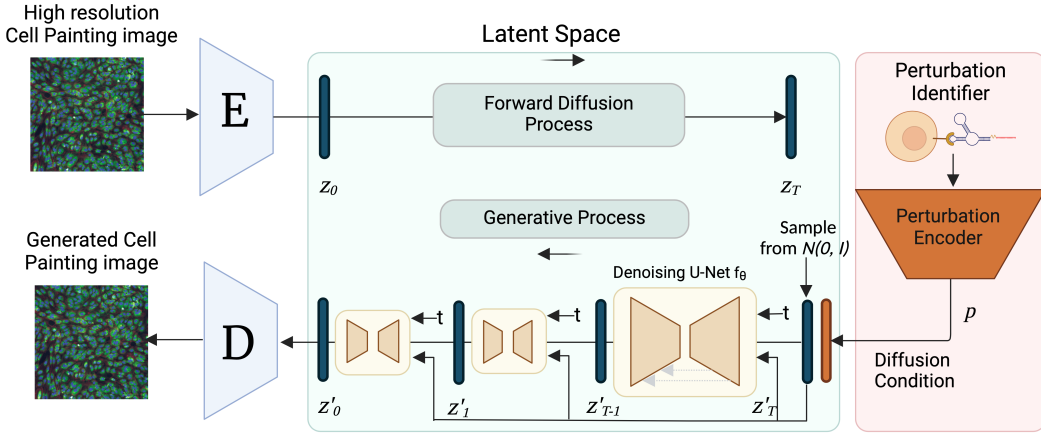 High resolution
Cell Painting image
E
Latent Space
Forward Diffusion
Process
z0
zT
Perturbation
Identifier
Perturbation
Encoder
p
Diffusion
Condition
Generative Process
Sample
from N(0, I)
Denoising U-Net fθ
t
t
t
Generated Cell
Painting image
D
z'0
z'1
z'T-1
z'T